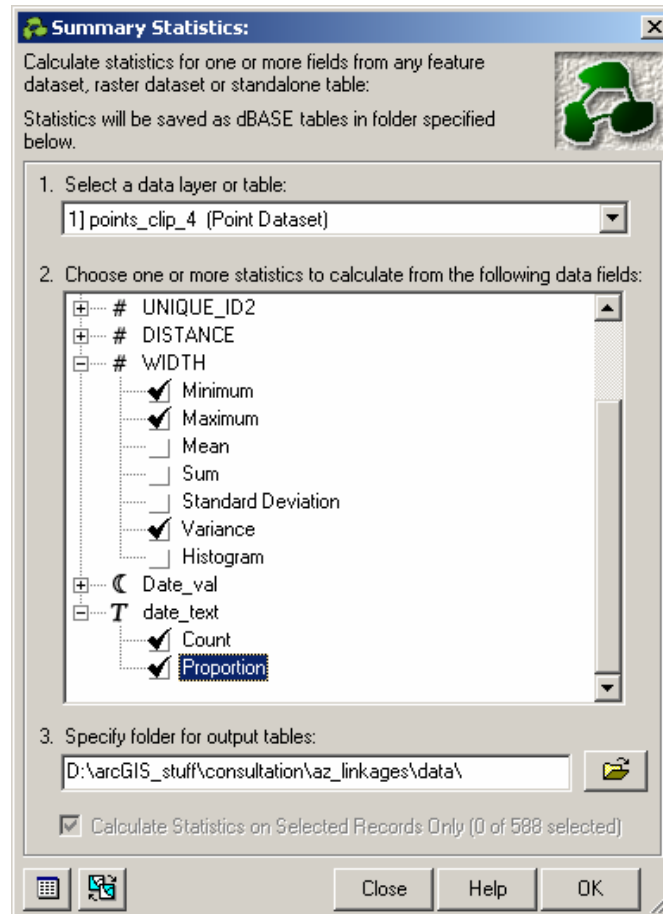 Summary Statistics:
Calculate statistics for one or more fields from any feature
dataset, raster dataset or standalone table:
Statistics will be saved as dBASE tables in folder specified
below.
1. Select a data layer or table:
1] points_clip_4 (Point Dataset)
2. Choose one or more statistics to calculate from the following data fields:
# UNIQUE_ID2
# DISTANCE
# WIDTH
Minimum
Maximum
Mean
Sum
Standard Deviation
Variance
Histogram
Date_val
T date_text
Count
Proportion
3. Specify folder for output tables:
D:\arcGIS_stuff\consultation\az_linkages\data\
Calculate Statistics on Selected Records Only (0 of 588 selected)
Close Help OK